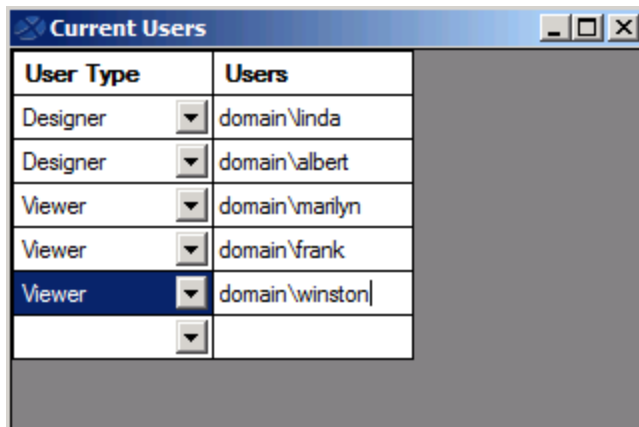 Current Users
User Type Users
Designer domain\linda
Designer domain\albert
Viewer domain\marilyn
Viewer domain\frank
Viewer domain\winston